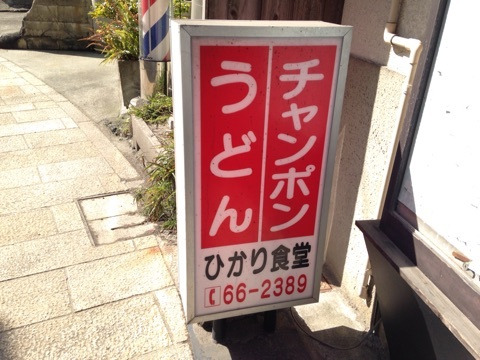 チャンポン
うどん
ひかり食堂
66-2389